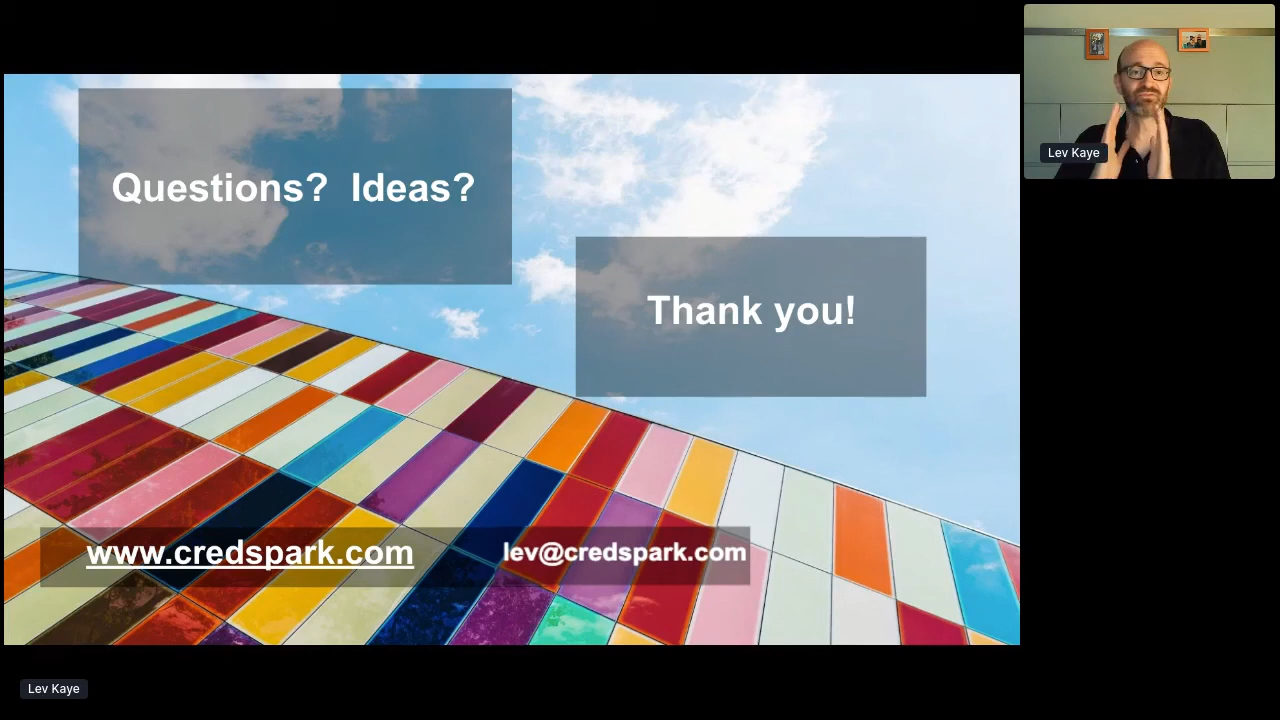 Questions?  Ideas?
Thank you!
www.credspark.com
lev@credspark.com
Lev Kaye
Lev Kaye